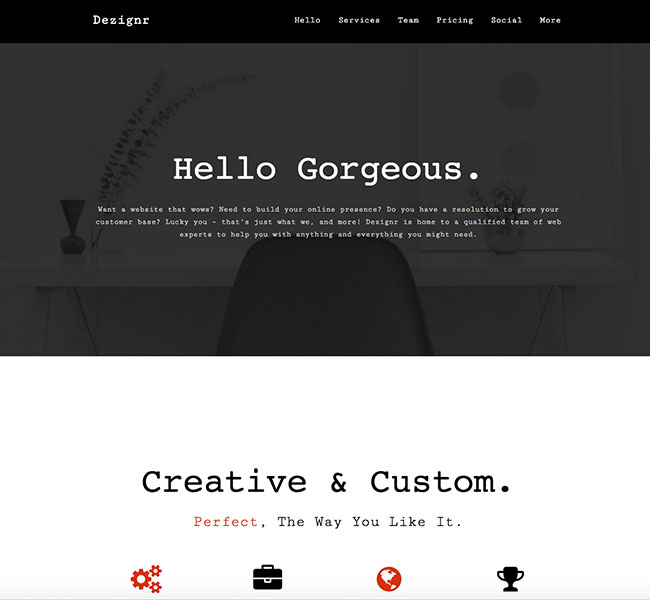 Dezignr
Hello Services Team Pricing Social More
Hello Gorgeous.
Want a website that wows? Need to build your online presence? Do you have a resolution to grow your
customer base? Lucky you – that's just what we, and more! Designr is home to a qualified team of web
experts to help you with anything and everything you might need.
Creative & Custom.
Perfect, The Way You Like It.